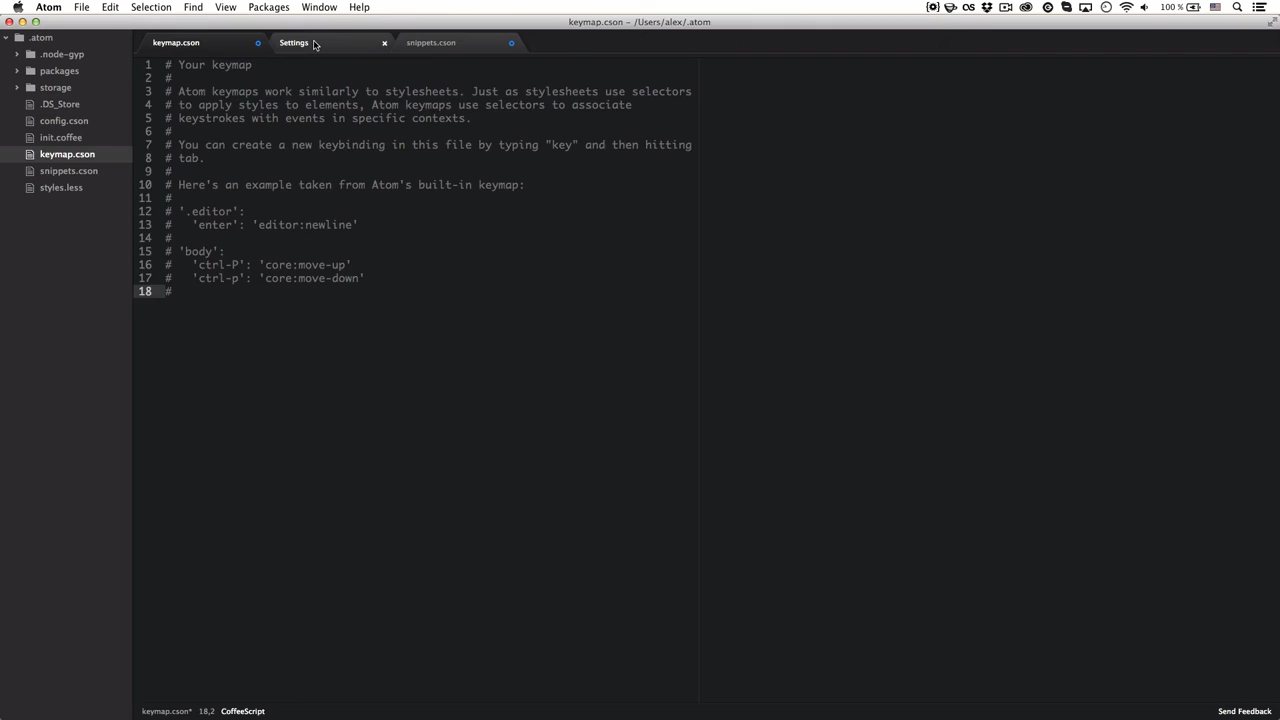 Atom File Edit Selection Find View Packages Window Help 100 %
keymap.cson – /Users/alex/.atom
.atom
.node-gyp
packages
storage
.DS_Store
config.cson
init.coffee
keymap.cson
snippets.cson
styles.less
keymap.cson Settings snippets.cson
1 # Your keymap
2 #
3 # Atom keymaps work similarly to stylesheets. Just as stylesheets use selectors
4 # to apply styles to elements, Atom keymaps use selectors to associate
5 # keystrokes with events in specific contexts.
6 #
7 # You can create a new keybinding in this file by typing "key" and then hitting
8 # tab.
9 #
10 # Here's an example taken from Atom's built-in keymap:
11 #
12 # '.editor':
13 #   'enter': 'editor:newline'
14 #
15 # 'body':
16 #   'ctrl-P': 'core:move-up'
17 #   'ctrl-p': 'core:move-down'
18 #
keymap.cson* 18,2 CoffeeScript
Send Feedback